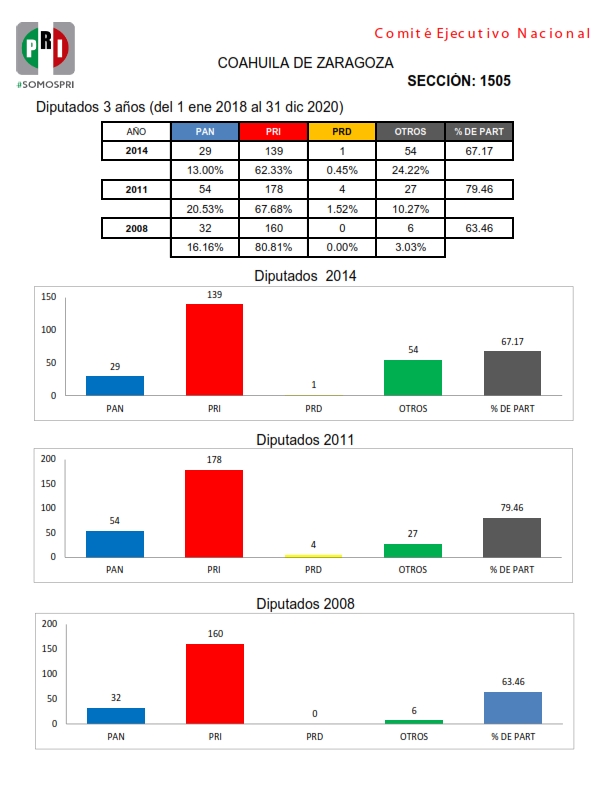 Comité Ejecutivo Nacional
PRI
#SOMOSPRI
COAHUILA DE ZARAGOZA
SECCIÓN: 1505
Diputados 3 años (del 1 ene 2018 al 31 dic 2020)
AÑO PAN PRI PRD OTROS % DE PART
2014 29 139 1 54 67.17
13.00% 62.33% 0.45% 24.22%
2011 54 178 4 27 79.46
20.53% 67.68% 1.52% 10.27%
2008 32 160 0 6 63.46
16.16% 80.81% 0.00% 3.03%
Diputados 2014
150
100
50
0
29 139 1 54 67.17
PAN PRI PRD OTROS % DE PART
Diputados 2011
200
150
100
50
0
54 178 4 27 79.46
PAN PRI PRD OTROS % DE PART
Diputados 2008
200
150
100
50
0
32 160 0 6 63.46
PAN PRI PRD OTROS % DE PART